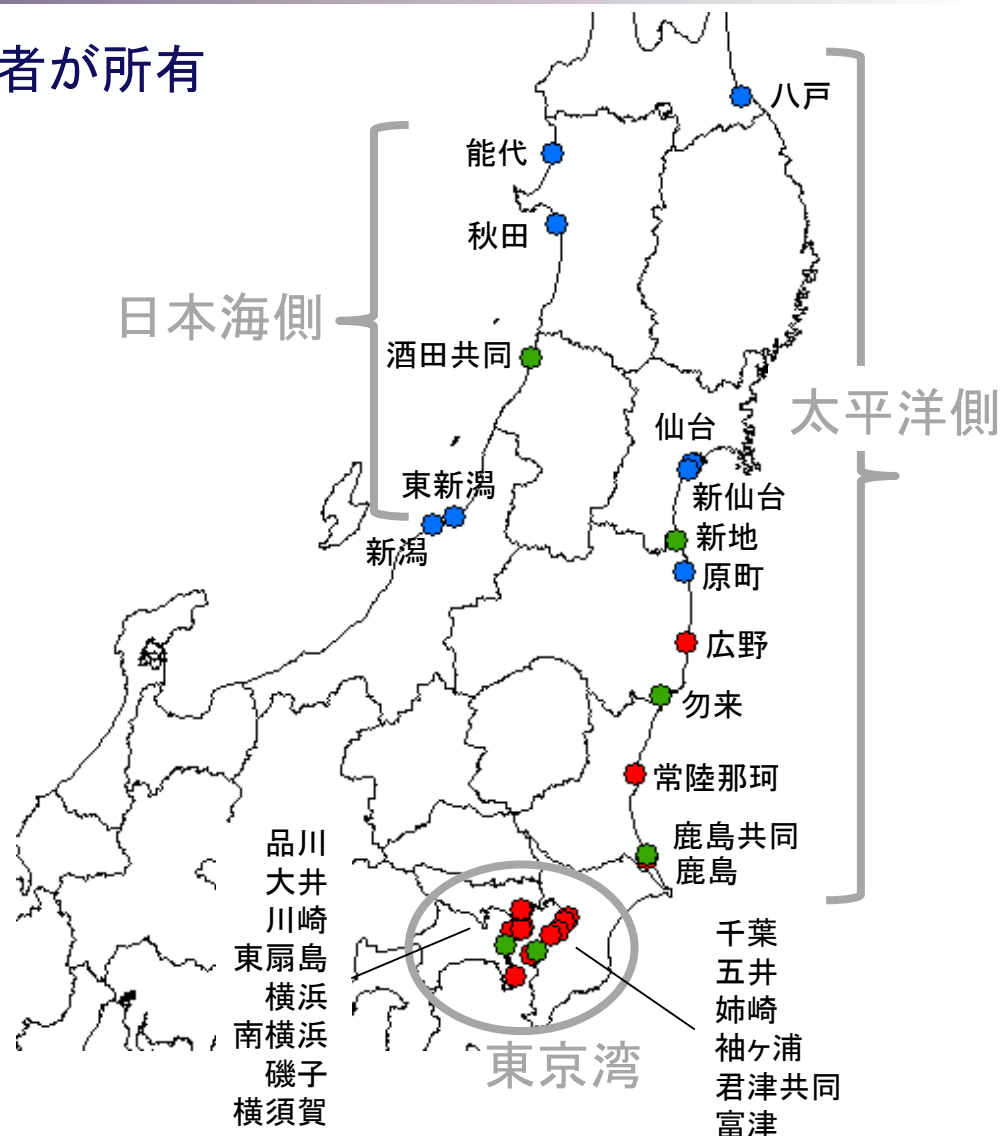 者が所有
八戸
能代
秋田
日本海側
酒田共同
太平洋側
仙台
東新潟
新仙台
新潟
新地
原町
広野
勿来
常陸那珂
鹿島共同
鹿島
品川
大井
川崎
東扇島
横浜
南横浜
磯子
横須賀
千葉
五井
姉崎
袖ヶ浦
君津共同
富津
東京湾